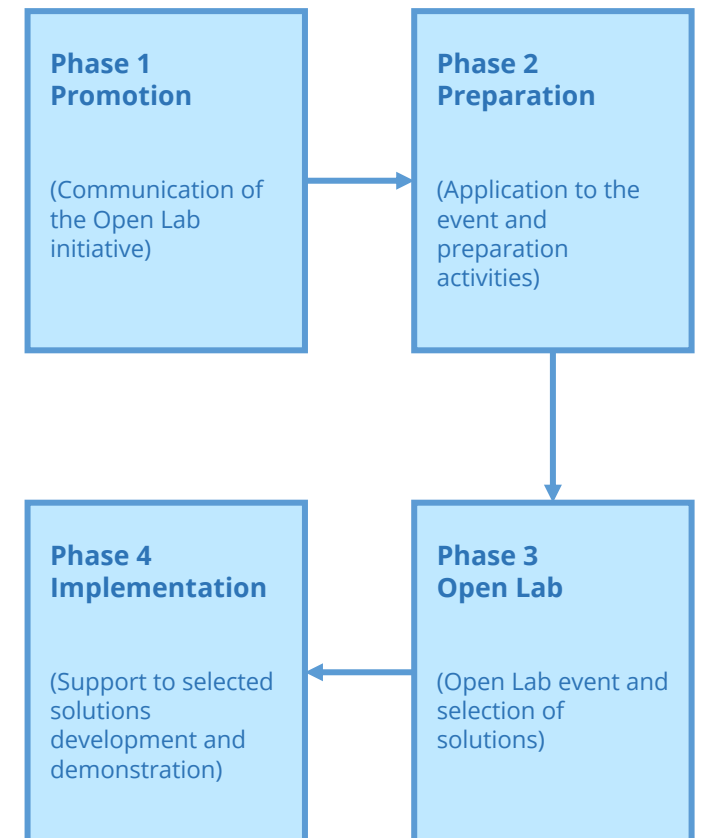 Phase 1
Promotion
(Communication of
the Open Lab
initiative)
Phase 2
Preparation
(Application to the
event and
preparation
activities)
Phase 3
Open Lab
(Open Lab event and
selection of
solutions)
Phase 4
Implementation
(Support to selected
solutions
development and
demonstration)